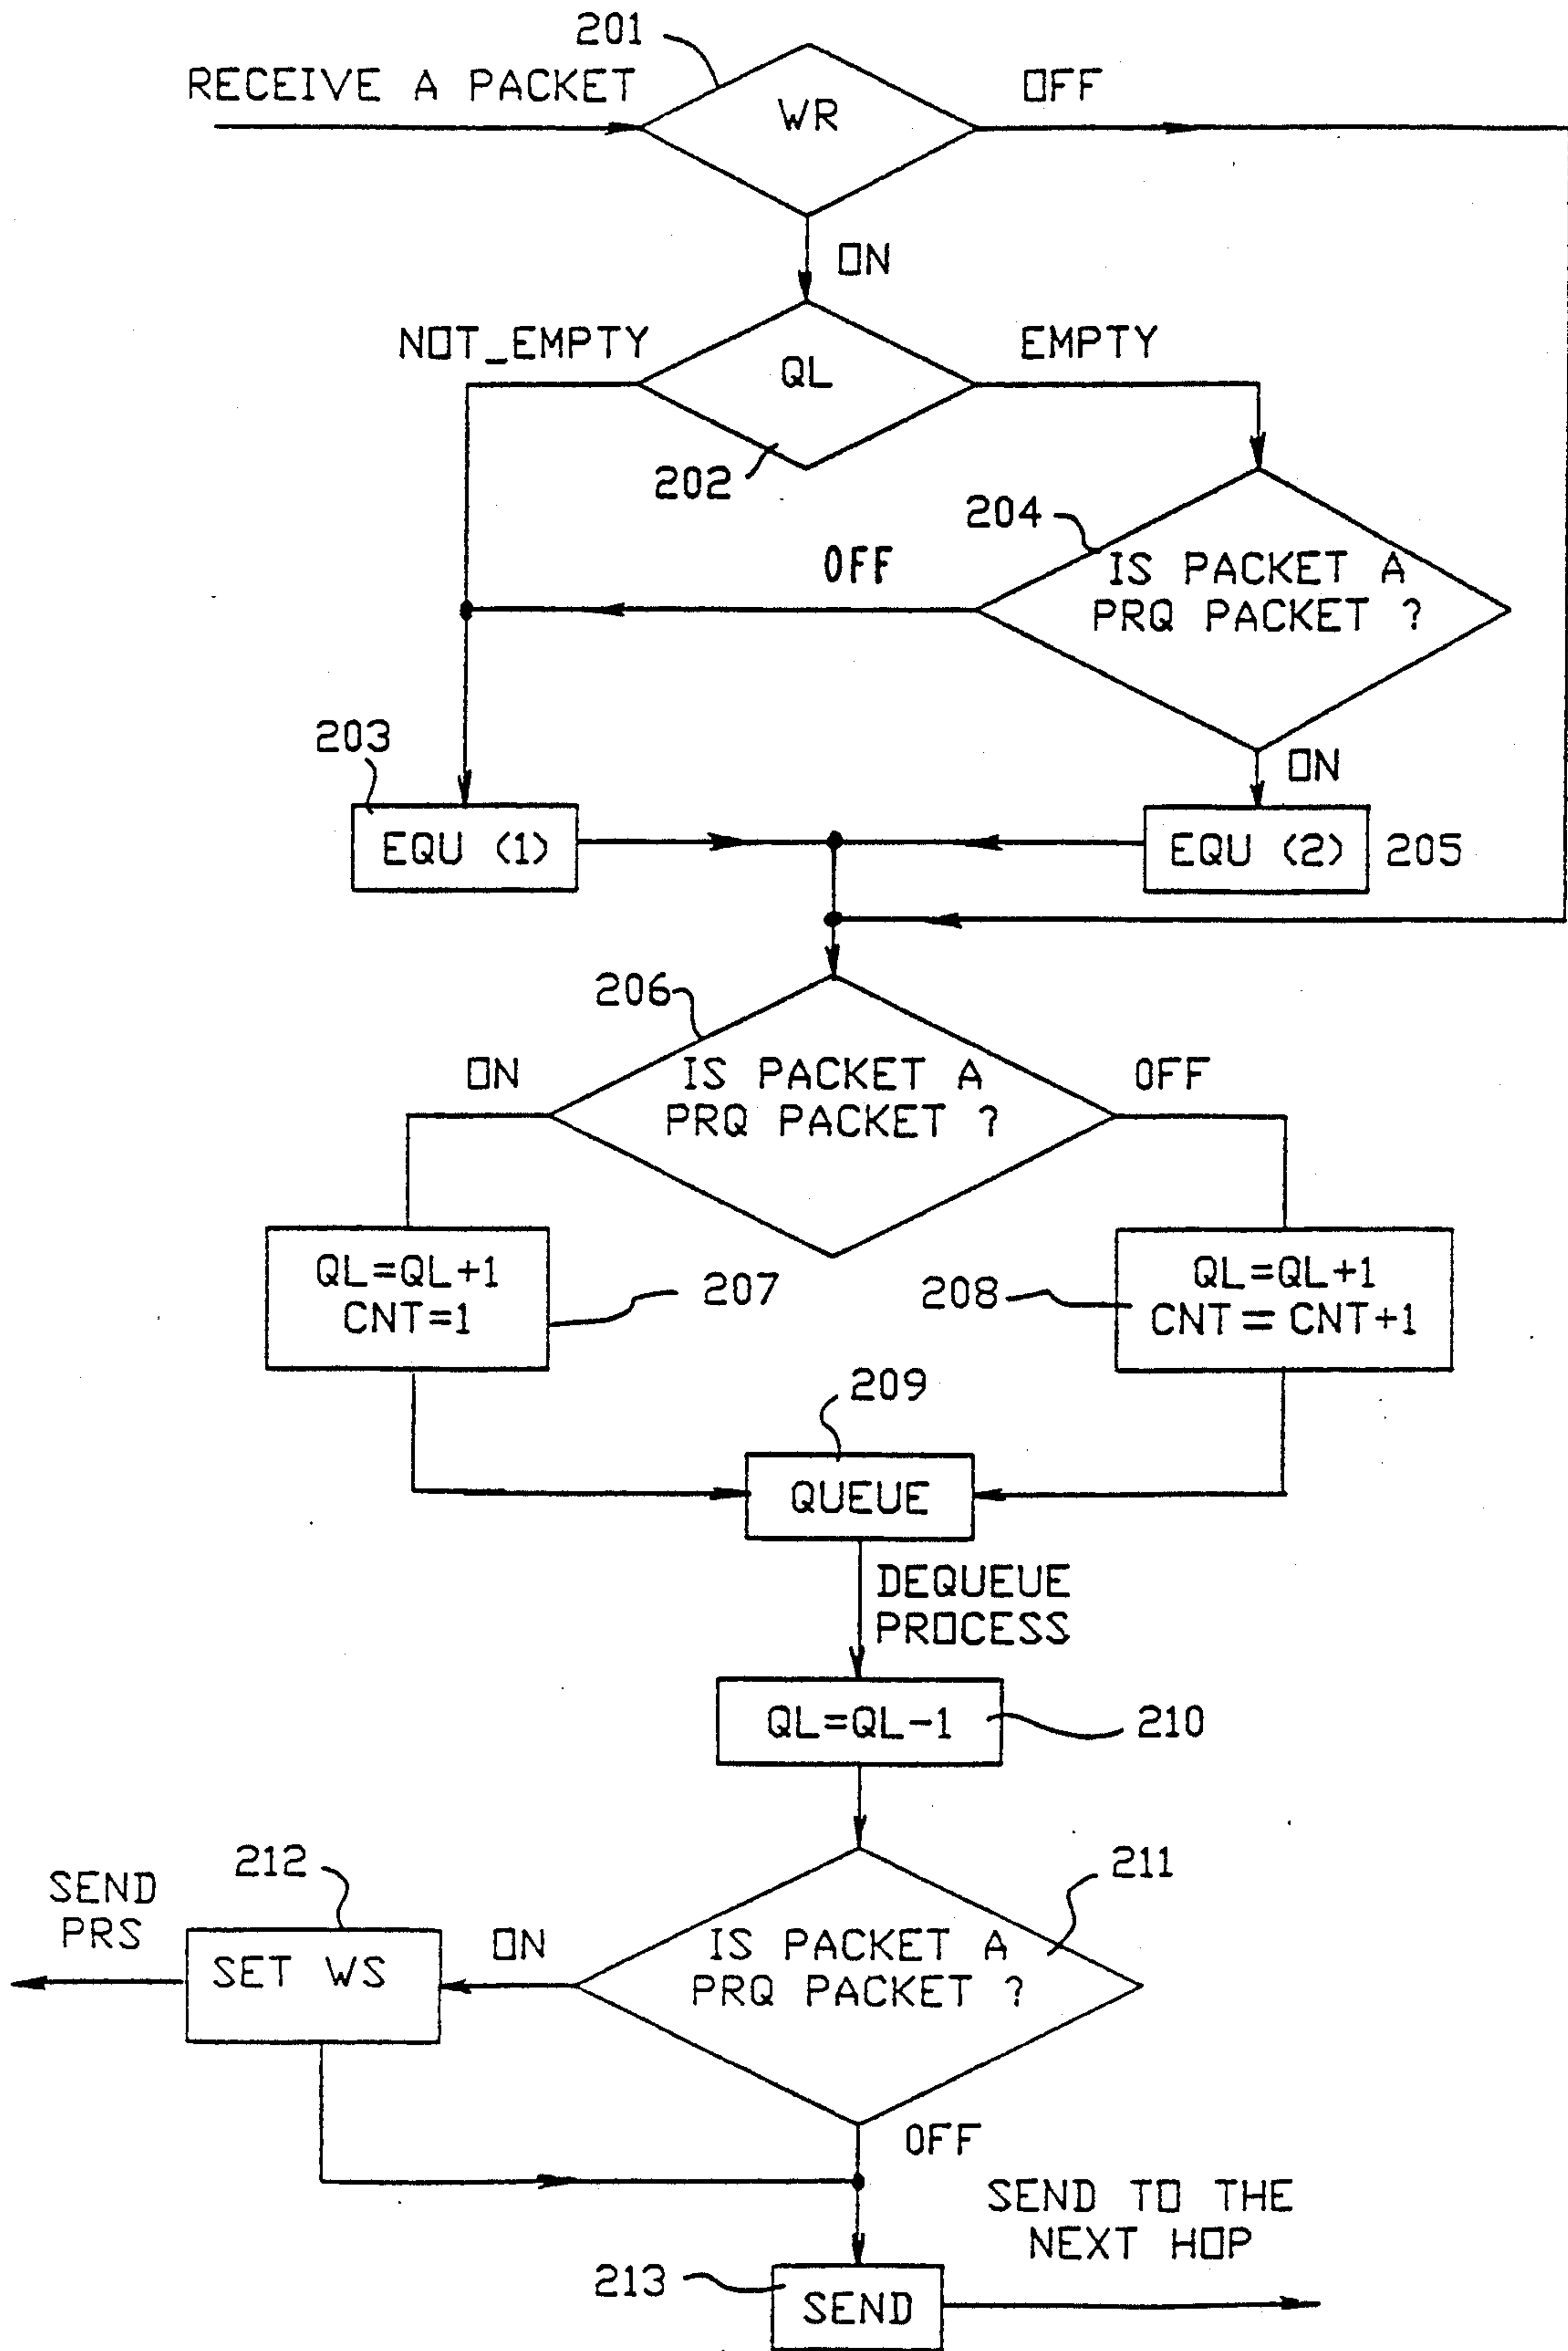 201
RECEIVE A PACKET
OFF
WR
ON
NOT_EMPTY
EMPTY
QL
202
204
OFF
IS PACKET A
PRQ PACKET ?
203
ON
EQU (1)
EQU (2)
205
206
ON
IS PACKET A
PRQ PACKET ?
OFF
QL=QL+1
CNT=1
207
208
QL=QL+1
CNT=CNT+1
209
QUEUE
DEQUEUE
PROCESS
QL=QL-1
210
212
211
SEND
PRS
SET WS
ON
IS PACKET A
PRQ PACKET ?
OFF
SEND TO THE
NEXT HOP
213
SEND